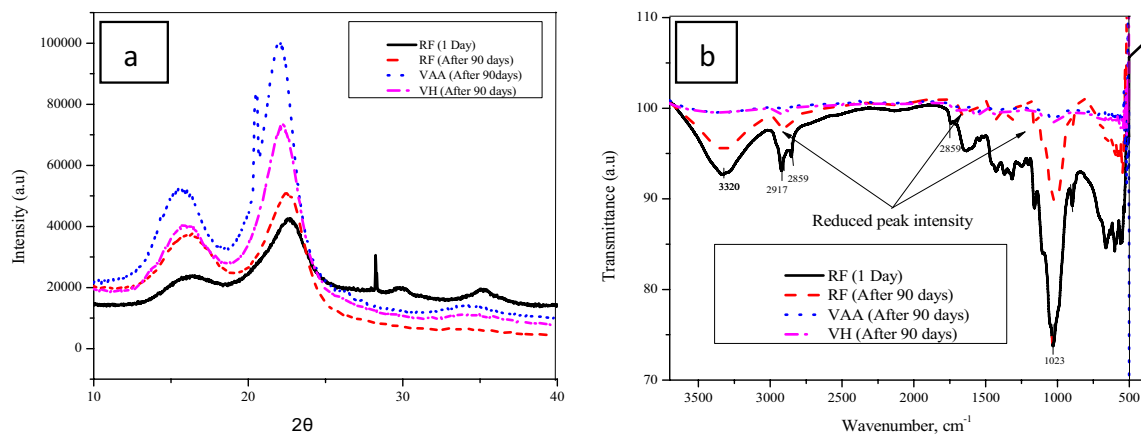 a
RF (1 Day)
RF (After 90 days)
VAA (After 90days)
VH (After 90 days)
100000
80000
60000
40000
20000
0
Intensity (a.u)
10
20
30
40
2θ
b
110
100
90
80
70
Transmittance (a.u)
3320
2917
2859
2859
1023
Reduced peak intensity
RF (1 Day)
RF (After 90 days)
VAA (After 90 days)
VH (After 90 days)
3500
3000
2500
2000
1500
1000
500
Wavenumber, cm-1